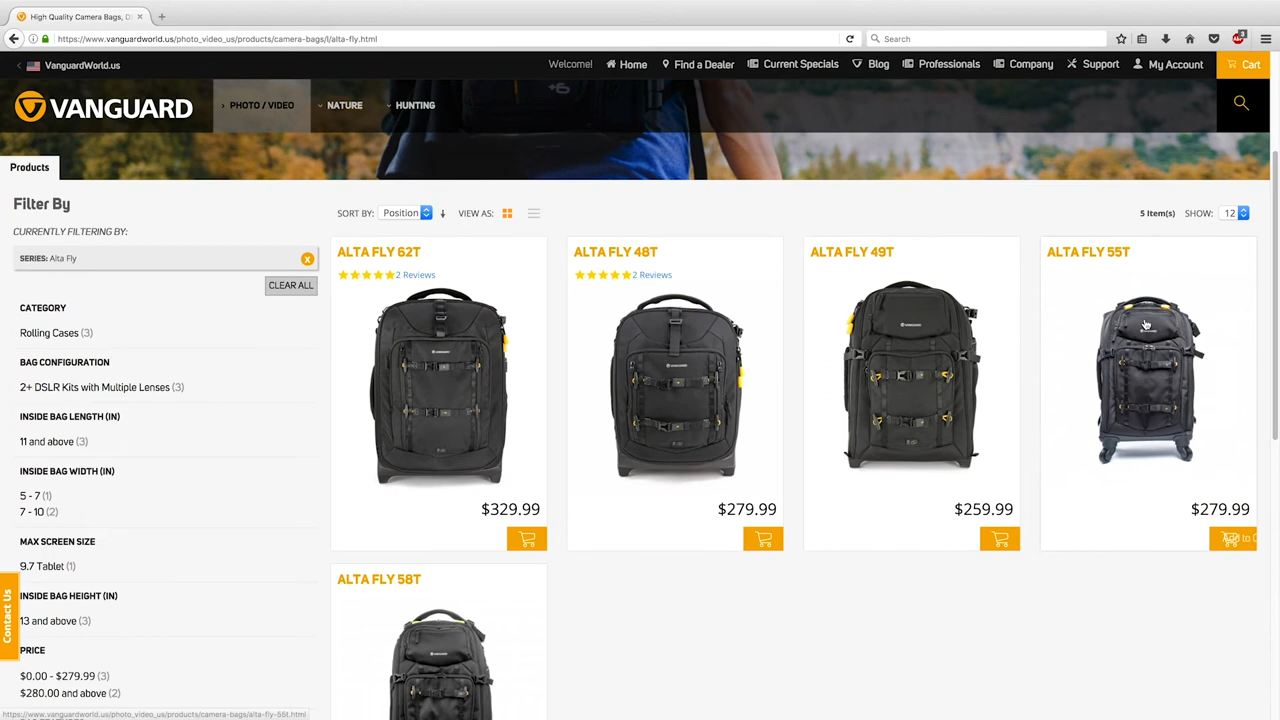 High Quality Camera Bags, D
https://www.vanguardworld.us/photo_video_us/products/camera-bags/l/alta-fly.html
Search
3
VanguardWorld.us
Welcome!
Home
Find a Dealer
Current Specials
Blog
Professionals
Company
Support
My Account
Cart
VANGUARD
PHOTO / VIDEO
NATURE
HUNTING
Products
Filter By
CURRENTLY FILTERING BY:
SERIES: Alta Fly
CLEAR ALL
CATEGORY
Rolling Cases (3)
BAG CONFIGURATION
2+ DSLR Kits with Multiple Lenses (3)
INSIDE BAG LENGTH (IN)
11 and above (3)
INSIDE BAG WIDTH (IN)
5 - 7 (1)
7 - 10 (2)
MAX SCREEN SIZE
9.7 Tablet (1)
INSIDE BAG HEIGHT (IN)
13 and above (3)
PRICE
$0.00 - $279.99 (3)
$280.00 and above (2)
Contact Us
SORT BY: Position
VIEW AS:
5 Item(s)
SHOW: 12
ALTA FLY 62T
2 Reviews
$329.99
ALTA FLY 48T
2 Reviews
$279.99
ALTA FLY 49T
$259.99
ALTA FLY 55T
$279.99
ALTA FLY 58T
https://www.vanguardworld.us/photo_video_us/products/camera-bags/alta-fly-55t.html